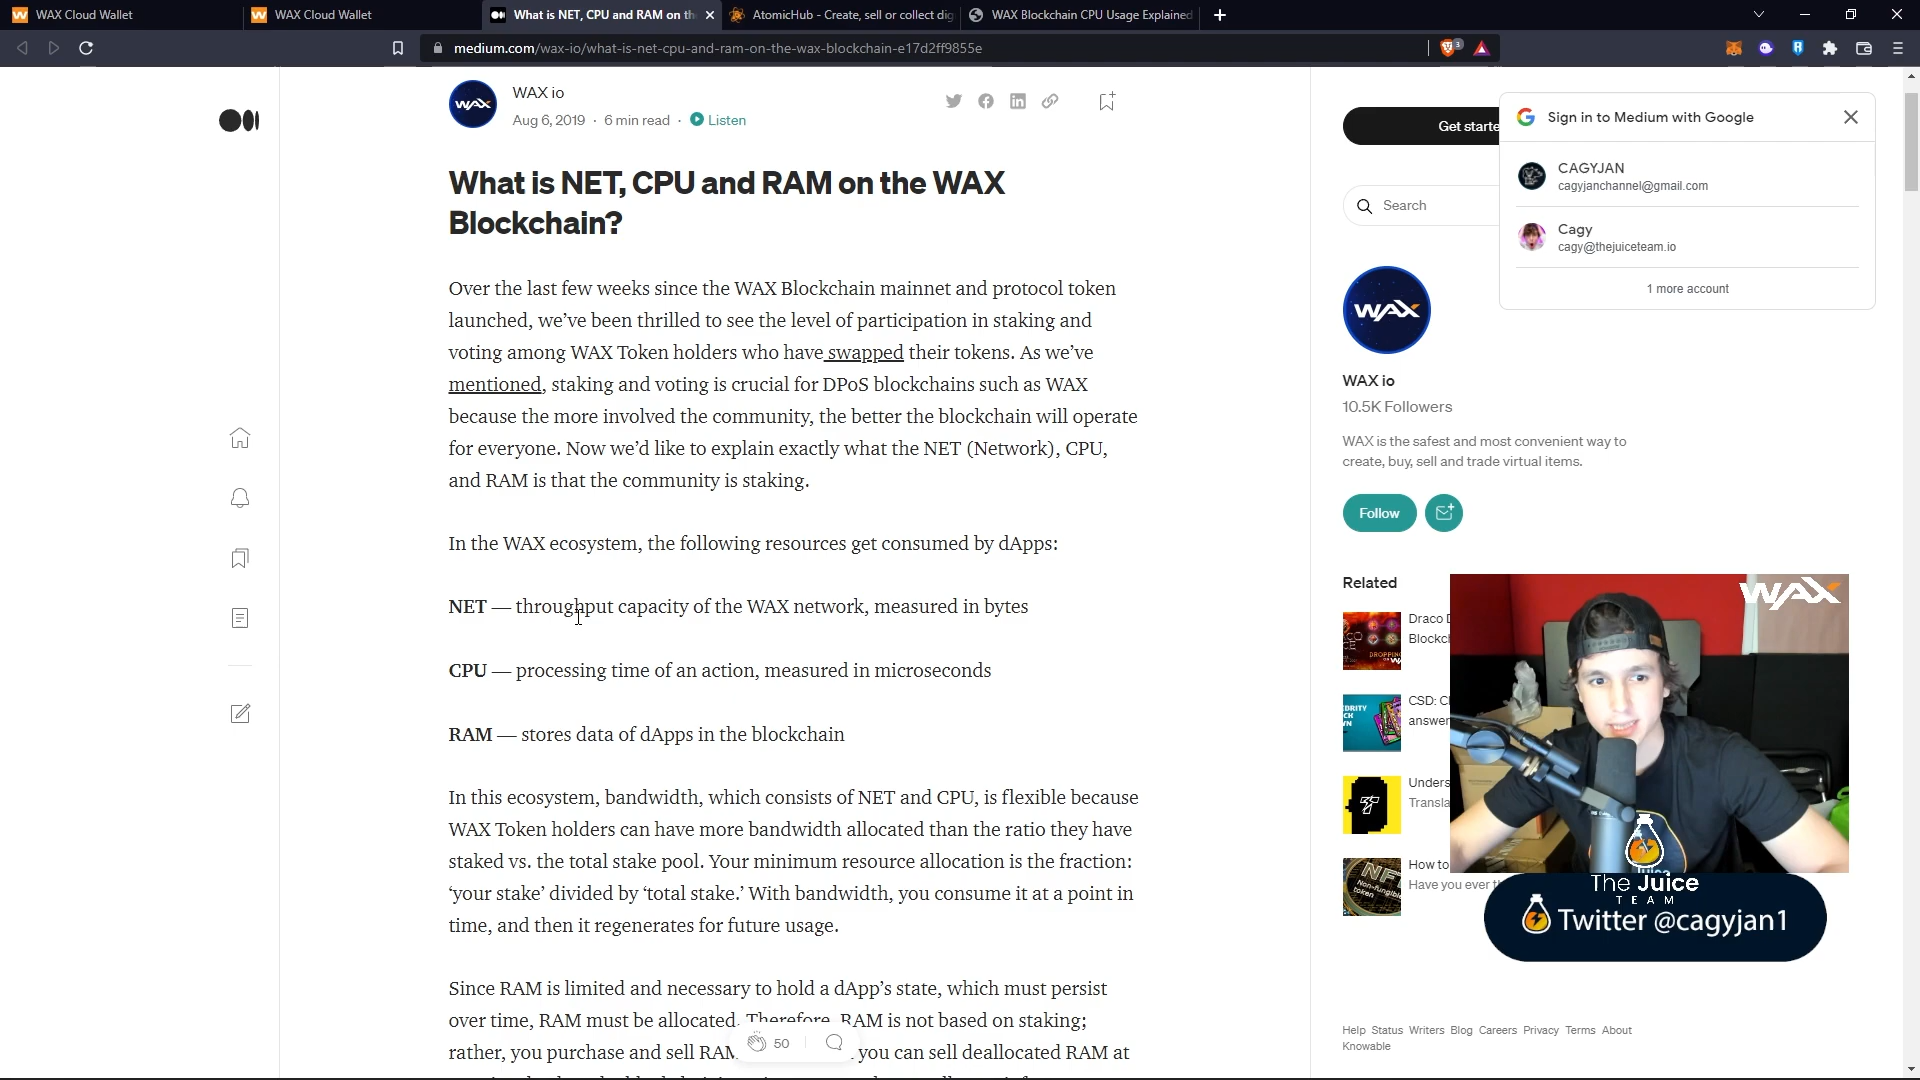 WAX Cloud Wallet
WAX Cloud Wallet
What is NET, CPU and RAM on th
AtomicHub - Create, sell or collect dig
WAX Blockchain CPU Usage Explained
medium.com/wax-io/what-is-net-cpu-and-ram-on-the-wax-blockchain-e17d2ff9855e
3
WAX
WAX io
Aug 6, 2019 · 6 min read · Listen
What is NET, CPU and RAM on the WAX
Blockchain?
Over the last few weeks since the WAX Blockchain mainnet and protocol token
launched, we’ve been thrilled to see the level of participation in staking and
voting among WAX Token holders who have swapped their tokens. As we’ve
mentioned, staking and voting is crucial for DPoS blockchains such as WAX
because the more involved the community, the better the blockchain will operate
for everyone. Now we’d like to explain exactly what the NET (Network), CPU,
and RAM is that the community is staking.
In the WAX ecosystem, the following resources get consumed by dApps:
NET — throughput capacity of the WAX network, measured in bytes
CPU — processing time of an action, measured in microseconds
RAM — stores data of dApps in the blockchain
In this ecosystem, bandwidth, which consists of NET and CPU, is flexible because
WAX Token holders can have more bandwidth allocated than the ratio they have
staked vs. the total stake pool. Your minimum resource allocation is the fraction:
‘your stake’ divided by ‘total stake.’ With bandwidth, you consume it at a point in
time, and then it regenerates for future usage.
Since RAM is limited and necessary to hold a dApp’s state, which must persist
over time, RAM must be allocated. Therefore, RAM is not based on staking;
rather, you purchase and sell RAM you can sell deallocated RAM at
50
Get starte
Search
Sign in to Medium with Google
CAGYJAN
cagyjanchannel@gmail.com
Cagy
cagy@thejuiceteam.io
1 more account
WAX
WAX io
10.5K Followers
WAX is the safest and most convenient way to
create, buy, sell and trade virtual items.
Follow
Related
Draco
Blockc
DROPPING
CSD: C
answer
Unders
Transla
How to
Have you ever t
NFT
Non-fungible
token
WAX
The Juice
TEAM
Twitter @cagyjan1
Help Status Writers Blog Careers Privacy Terms About
Knowable